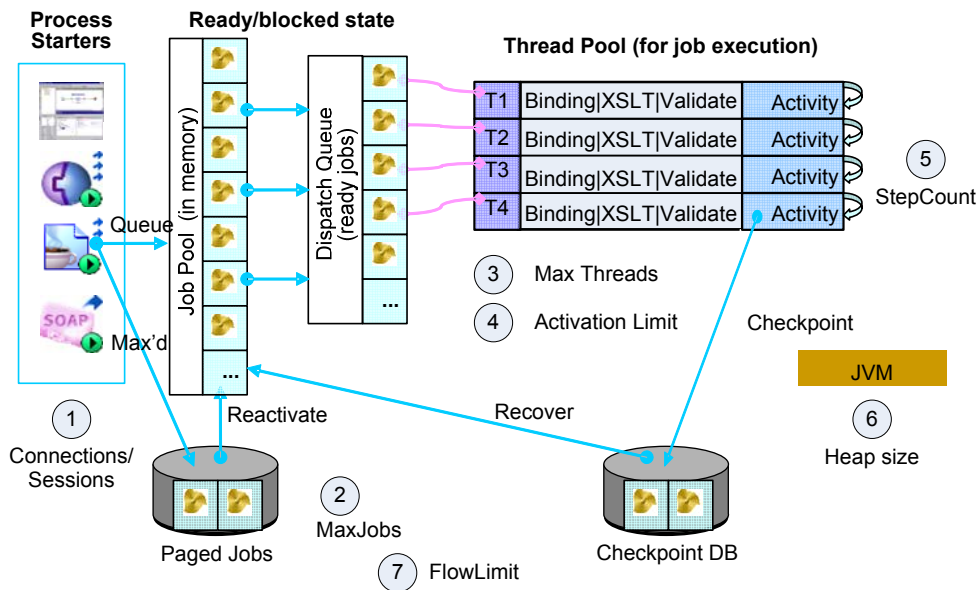 Process
Starters
Ready/blocked state
Thread Pool (for job execution)
Job Pool (in memory)
Dispatch Queue
(ready jobs)
T1 Binding|XSLT|Validate Activity
T2 Binding|XSLT|Validate Activity
T3 Binding|XSLT|Validate Activity
T4 Binding|XSLT|Validate Activity
5
StepCount
Queue
SOAP
Max'd
...
...
3 Max Threads
4 Activation Limit
Checkpoint
JVM
6
Heap size
Reactivate
Recover
1
Connections/
Sessions
2
MaxJobs
Paged Jobs
Checkpoint DB
7 FlowLimit